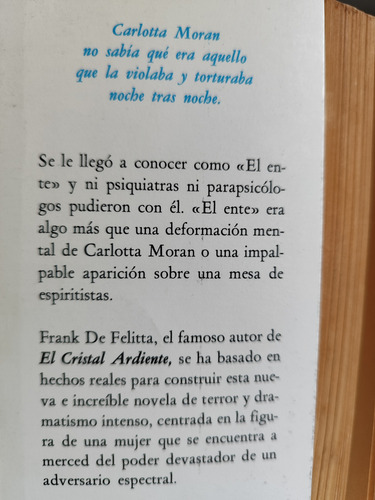 Carlotta Moran
no sabía qué era aquello
que la violaba y torturaba
noche tras noche.
Se le llegó a conocer como «El en-
te» y ni psiquiatras ni parapsicólo-
gos pudieron con él. «El ente» era
algo más que una deformación men-
tal de Carlotta Moran o una impal-
pable aparición sobre una mesa de
espiritistas.
Frank De Felitta, el famoso autor de
El Cristal Ardiente, se ha basado en
hechos reales para construir esta nue-
va e increíble novela de terror y dra-
matismo intenso, centrada en la figu-
ra de una mujer que se encuentra a
merced del poder devastador de un
adversario espectral.